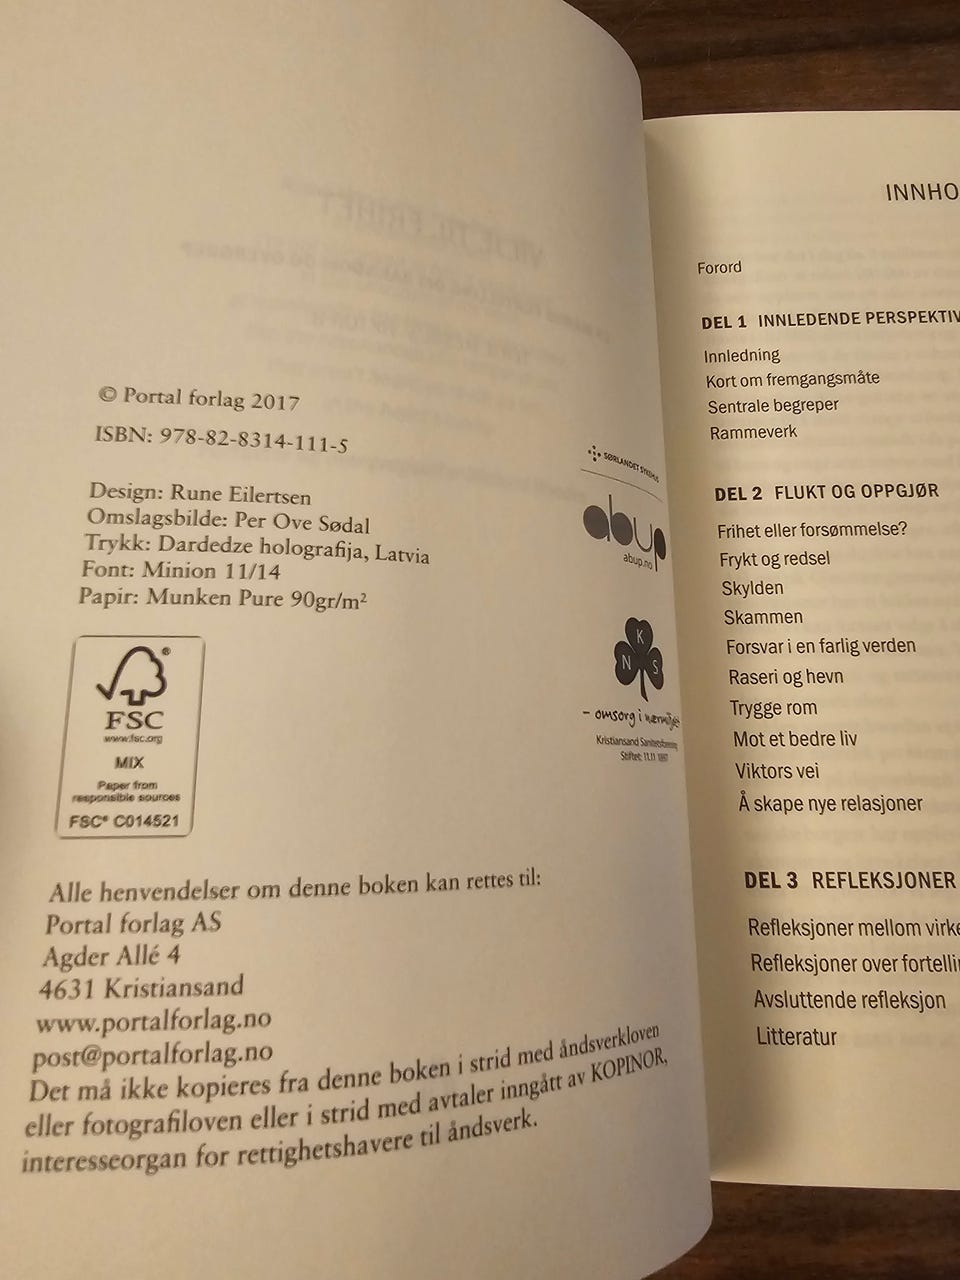 © Portal forlag 2017
ISBN: 978-82-8314-111-5
Design: Rune Eilertsen
Omslagsbilde: Per Ove Sødal
Trykk: Dardedze holografija, Latvia
Font: Minion 11/14
Papir: Munken Pure 90gr/m²
FSC®
www.fsc.org
MIX
Paper from
responsible sources
FSC® C014521
SØRLANDET SYKEHUS
abup
abup.no
N K S
– omsorg i nærmiljøet
Kristiansand Sanitetsforening
Stiftet: 11.11 1897
Alle henvendelser om denne boken kan rettes til:
Portal forlag AS
Agder Allé 4
4631 Kristiansand
www.portalforlag.no
post@portalforlag.no
Det må ikke kopieres fra denne boken i strid med åndsverkloven
eller fotografiloven eller i strid med avtaler inngått av KOPINOR,
interesseorgan for rettighetshavere til åndsverk.
INNHO
Forord
DEL 1 INNLEDENDE PERSPEKTIV
Innledning
Kort om fremgangsmåte
Sentrale begreper
Rammeverk
DEL 2 FLUKT OG OPPGJØR
Frihet eller forsømmelse?
Frykt og redsel
Skylden
Skammen
Forsvar i en farlig verden
Raseri og hevn
Trygge rom
Mot et bedre liv
Viktors vei
Å skape nye relasjoner
DEL 3 REFLEKSJONER
Refleksjoner mellom virke
Refleksjoner over fortelli
Avsluttende refleksjon
Litteratur